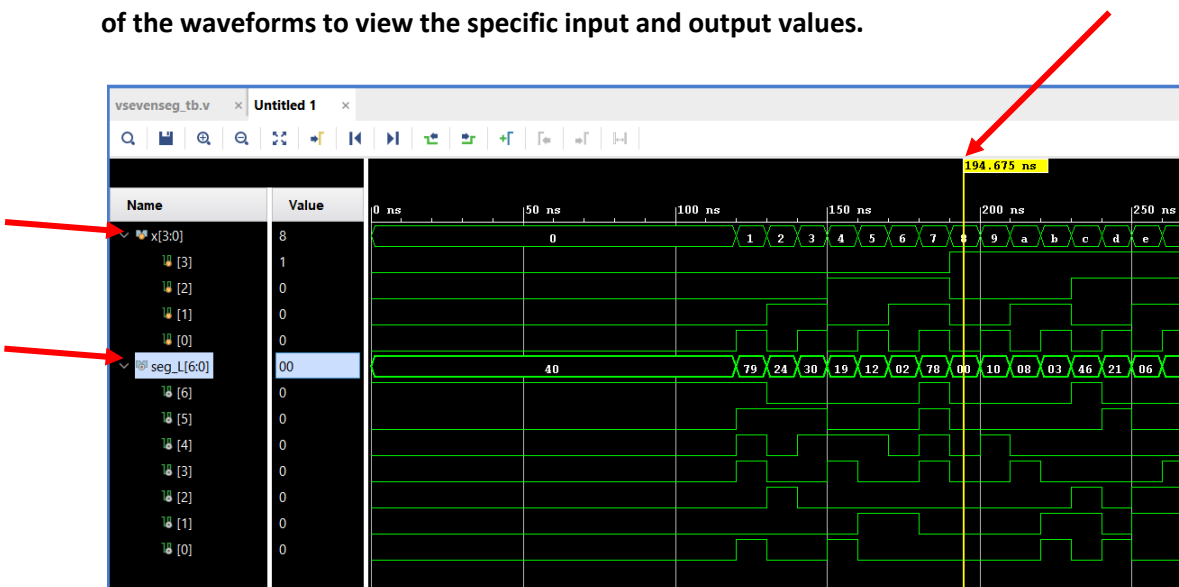 of the waveforms to view the specific input and output values.
vsevenseg_tb.v × Untitled 1 ×
194.675 ns
Name Value 0 ns 50 ns 100 ns 150 ns 200 ns 250 ns
x[3:0] 8 0 1 2 3 4 5 6 7 8 9 a b c d e
[3] 1
[2] 0
[1] 0
[0] 0
seg_L[6:0] 00 40 79 24 30 19 12 02 78 00 10 08 03 46 21 06
[6] 0
[5] 0
[4] 0
[3] 0
[2] 0
[1] 0
[0] 0